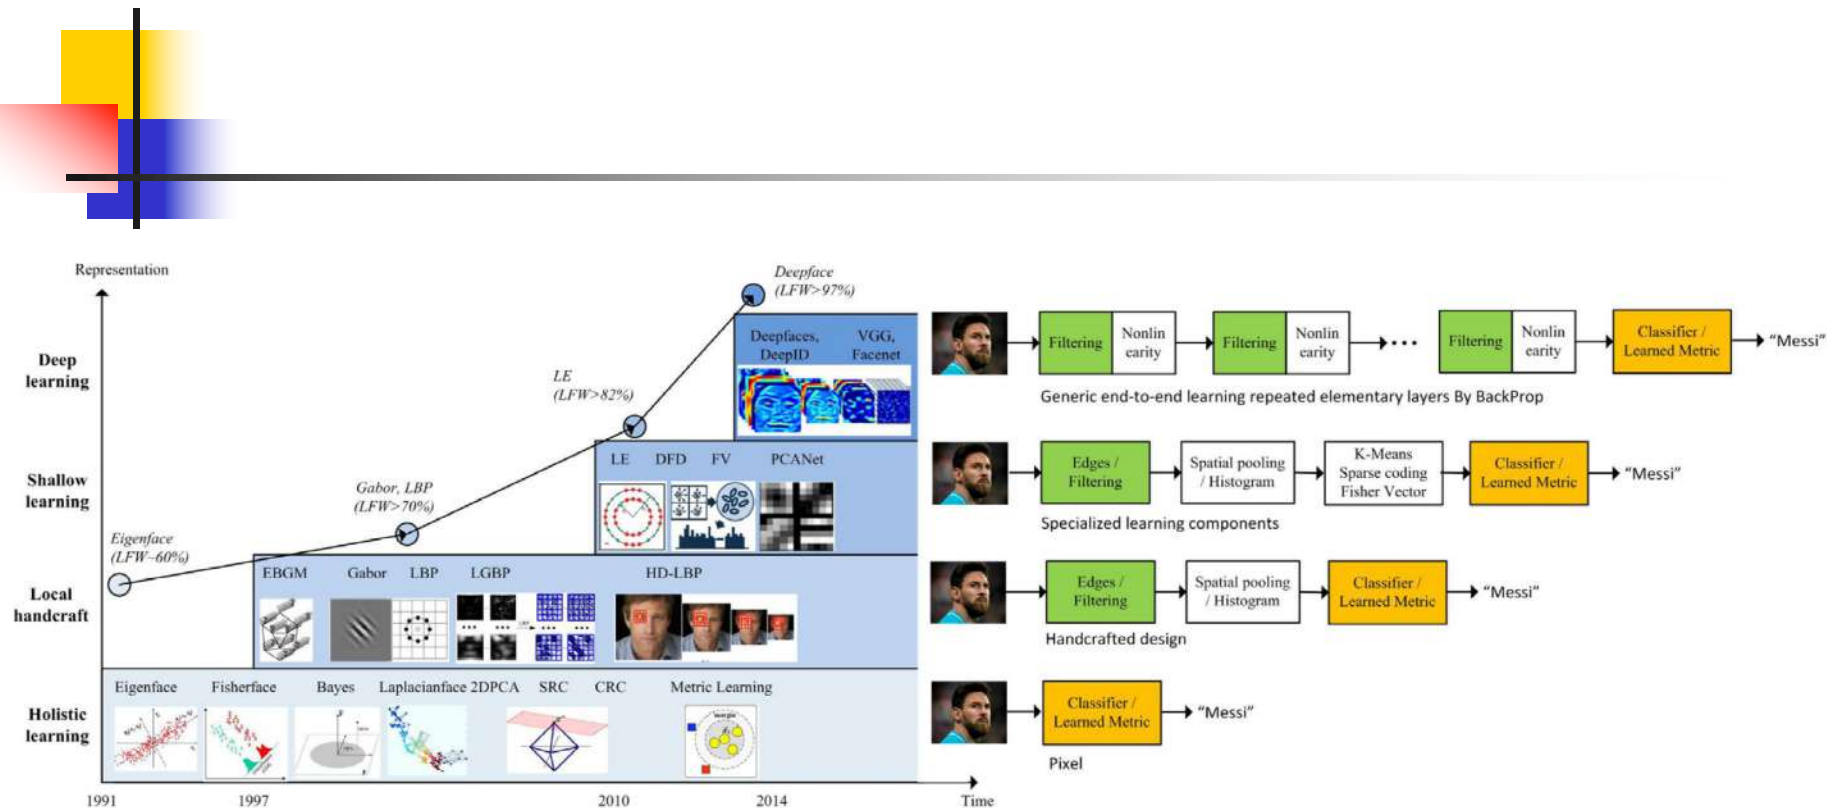 Representation
Deepface
(LFW>97%)
Deep
learning
Deepfaces,
DeepID
VGG,
Facenet
LE
(LFW>82%)
Shallow
learning
LE DFD FV PCANet
Gabor, LBP
(LFW>70%)
Eigenface
(LFW~60%)
Local
handcraft
EBGM Gabor LBP LGBP HD-LBP
Holistic
learning
Eigenface Fisherface Bayes Laplacianface 2DPCA SRC CRC Metric Learning
1991 1997 2010 2014 Time
Filtering
Nonlin
earity
Filtering
Nonlin
earity
Filtering
Nonlin
earity
Classifier /
Learned Metric
"Messi"
Generic end-to-end learning repeated elementary layers By BackProp
Edges /
Filtering
Spatial pooling
/ Histogram
K-Means
Sparse coding
Fisher Vector
Classifier /
Learned Metric
"Messi"
Specialized learning components
Edges /
Filtering
Spatial pooling
/ Histogram
Classifier /
Learned Metric
"Messi"
Handcrafted design
Classifier /
Learned Metric
"Messi"
Pixel